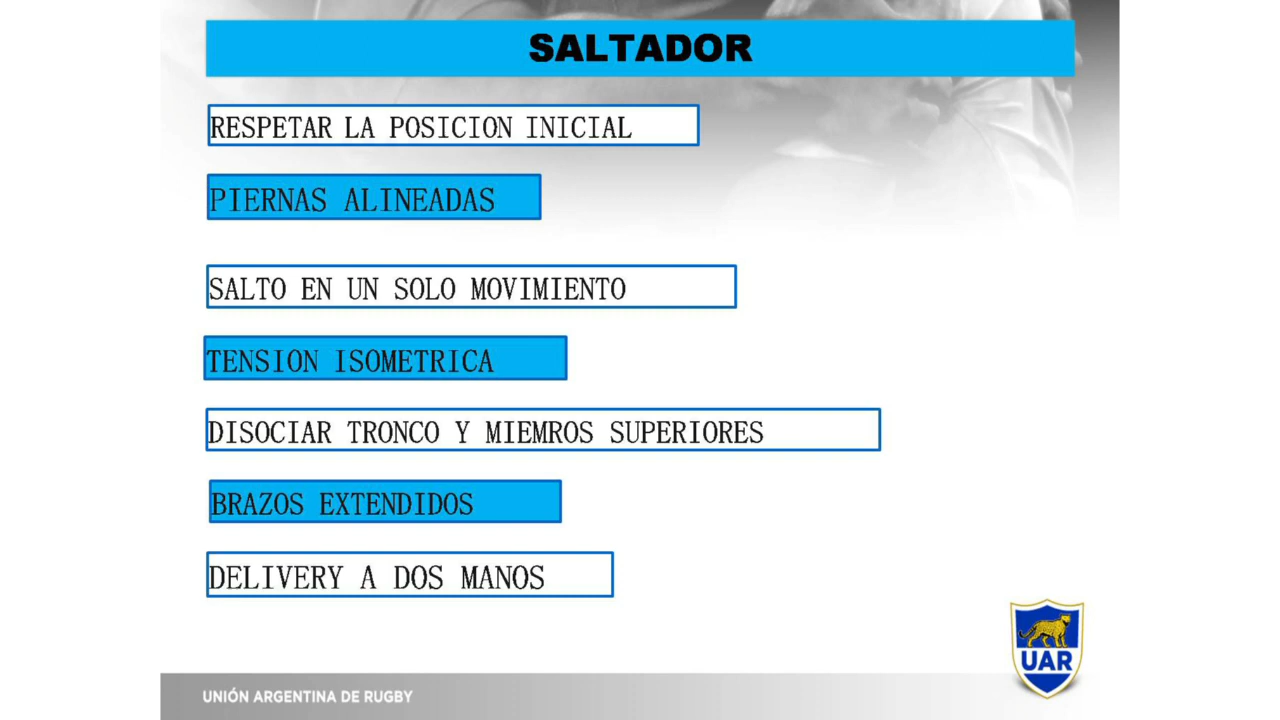 SALTADOR
RESPETAR LA POSICION INICIAL
PIERNAS ALINEADAS
SALTO EN UN SOLO MOVIMIENTO
TENSION ISOMETRICA
DISOCIAR TRONCO Y MIEMROS SUPERIORES
BRAZOS EXTENDIDOS
DELIVERY A DOS MANOS
UAR
UNIÓN ARGENTINA DE RUGBY